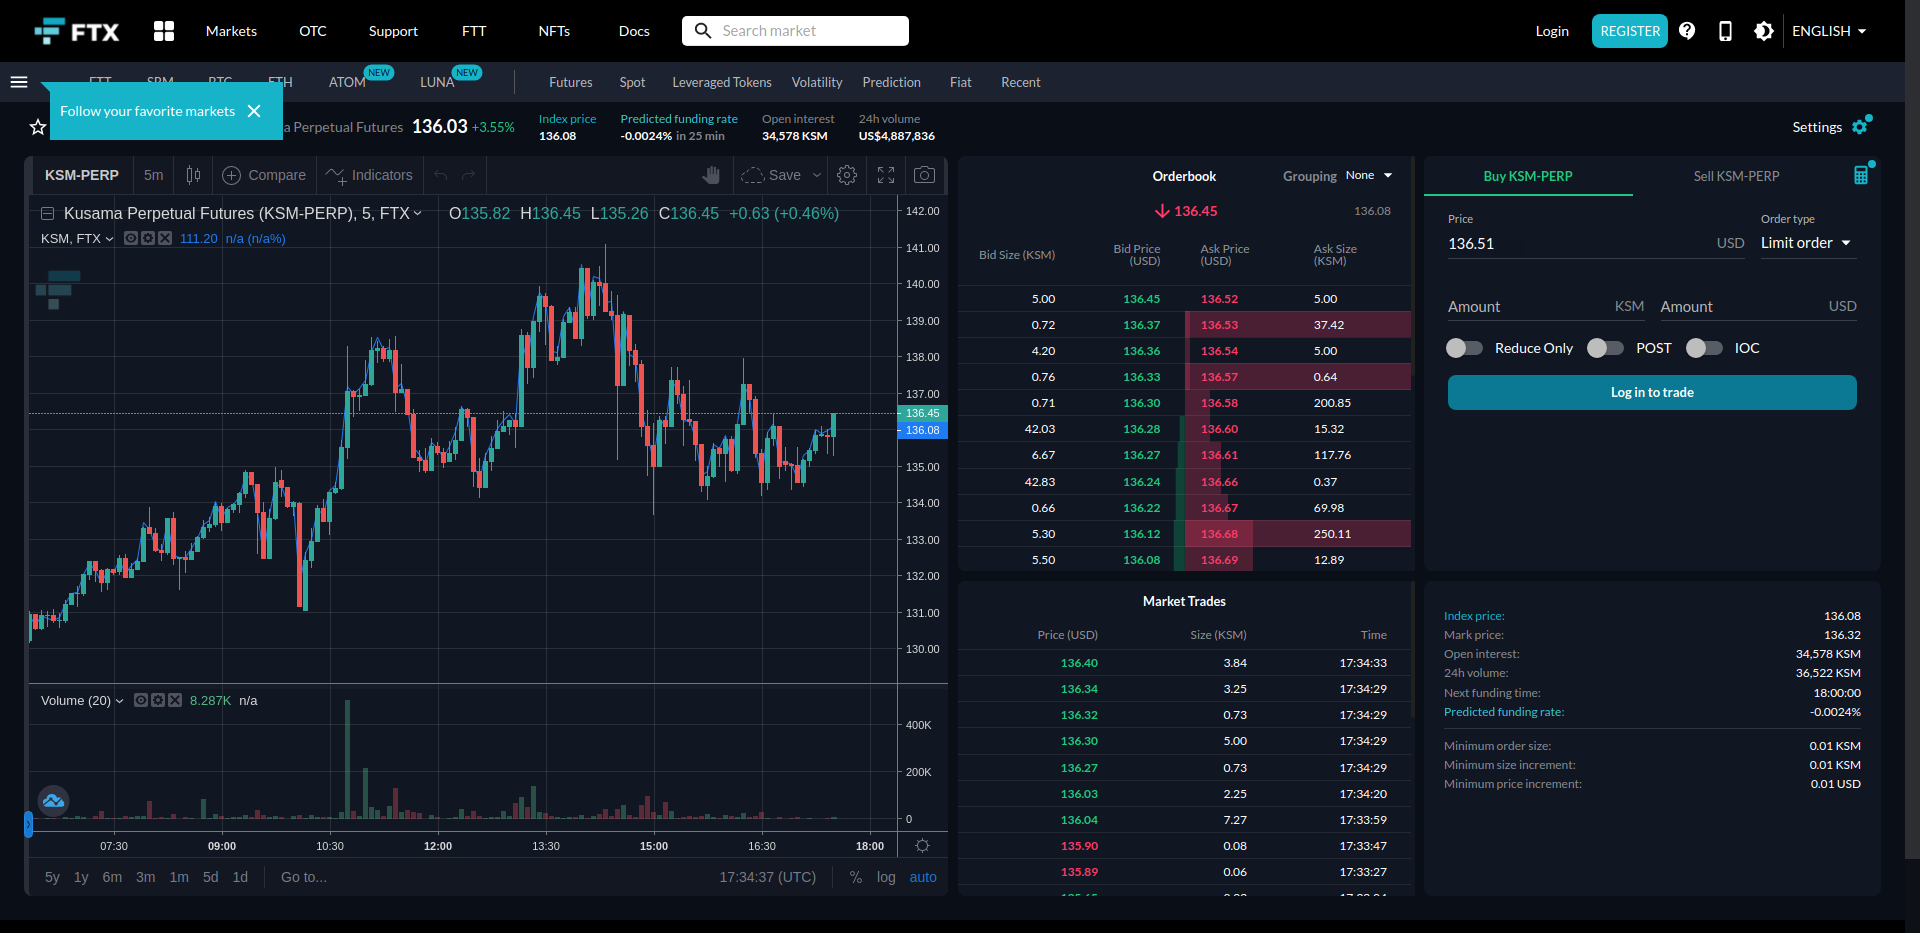 FTX
Markets
OTC
Support
FTT
NFTs
Docs
Search market
Login
REGISTER
ENGLISH
ATOM NEW
LUNA NEW
Futures
Spot
Leveraged Tokens
Volatility
Prediction
Fiat
Recent
Follow your favorite markets
Perpetual Futures
136.03 +3.55%
Index price
136.08
Predicted funding rate
-0.0024% in 25 min
Open interest
34,578 KSM
24h volume
US$4,887,836
Settings
KSM-PERP
5m
Compare
Indicators
Save
Kusama Perpetual Futures (KSM-PERP), 5, FTX
O135.82 H136.45 L135.26 C136.45 +0.63 (+0.46%)
KSM, FTX
111.20 n/a (n/a%)
142.00
141.00
140.00
139.00
138.00
137.00
136.45
136.08
135.00
134.00
133.00
132.00
131.00
130.00
Volume (20)
8.287K n/a
400K
200K
0
07:30 09:00 10:30 12:00 13:30 15:00 16:30 18:00
5y 1y 6m 3m 1m 5d 1d Go to...
17:34:37 (UTC) % log auto
Orderbook
Grouping None
136.45
136.08
Bid Size (KSM)
Bid Price (USD)
Ask Price (USD)
Ask Size (KSM)
5.00 136.45 136.52 5.00
0.72 136.37 136.53 37.42
4.20 136.36 136.54 5.00
0.76 136.33 136.57 0.64
0.71 136.30 136.58 200.85
42.03 136.28 136.60 15.32
6.67 136.27 136.61 117.76
42.83 136.24 136.66 0.37
0.66 136.22 136.67 69.98
5.30 136.12 136.68 250.11
5.50 136.08 136.69 12.89
Market Trades
Price (USD) Size (KSM) Time
136.40 3.84 17:34:33
136.34 3.25 17:34:29
136.32 0.73 17:34:29
136.30 5.00 17:34:29
136.27 0.73 17:34:29
136.03 2.25 17:34:20
136.04 7.27 17:33:59
135.90 0.08 17:33:47
135.89 0.06 17:33:27
Buy KSM-PERP
Sell KSM-PERP
Price
136.51 USD
Order type
Limit order
Amount KSM
Amount USD
Reduce Only
POST
IOC
Log in to trade
Index price: 136.08
Mark price: 136.32
Open interest: 34,578 KSM
24h volume: 36,522 KSM
Next funding time: 18:00:00
Predicted funding rate: -0.0024%
Minimum order size: 0.01 KSM
Minimum size increment: 0.01 KSM
Minimum price increment: 0.01 USD